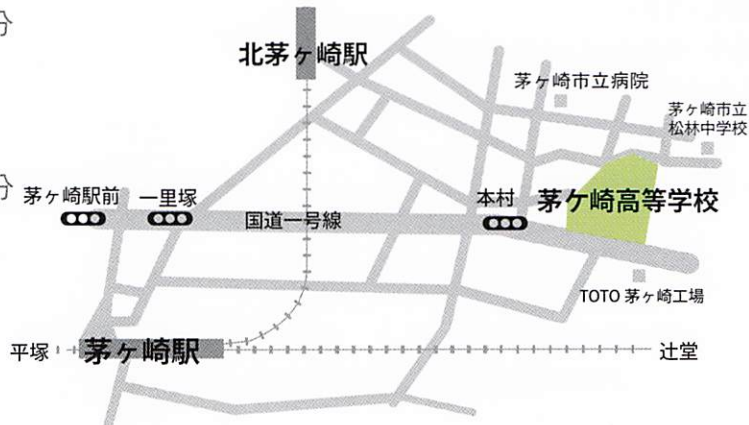 分
北茅ヶ崎駅
茅ヶ崎市立病院
茅ヶ崎市立
松林中学校
分
茅ヶ崎駅前
一里塚
国道一号線
本村
茅ケ崎高等学校
TOTO 茅ヶ崎工場
平塚
茅ヶ崎駅
辻堂